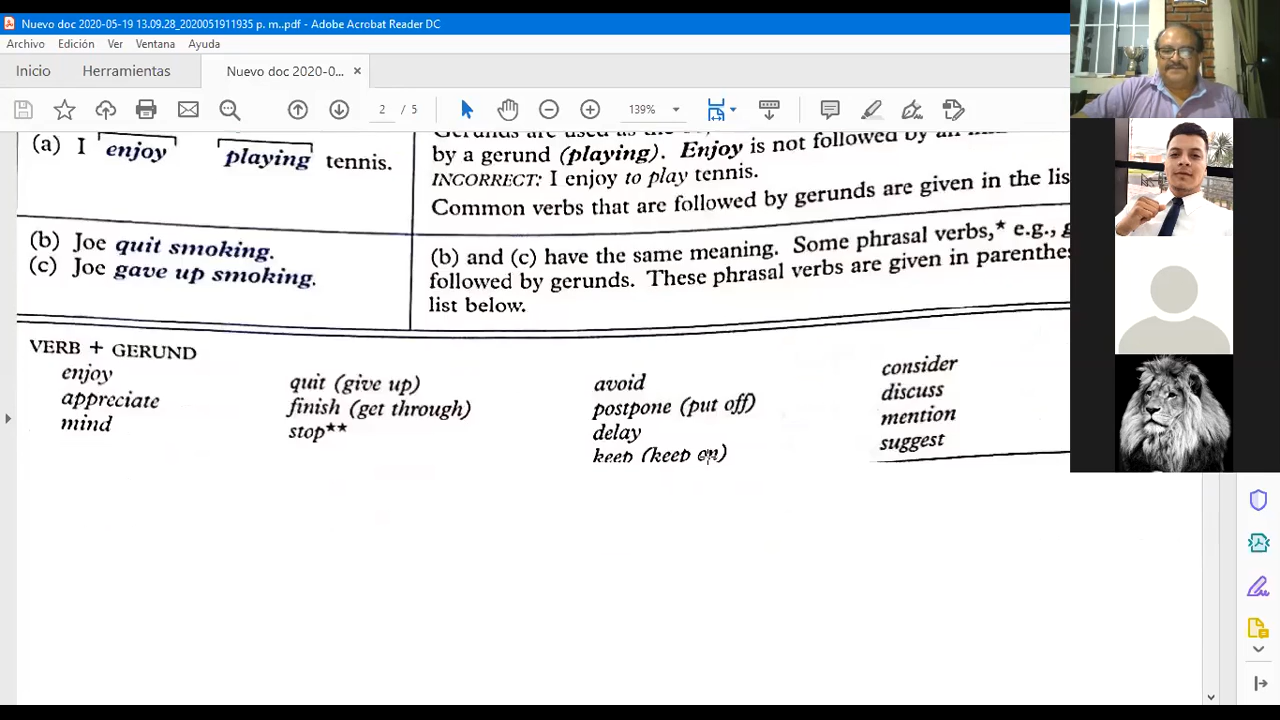 Nuevo doc 2020-05-19 13.09.28_2020051911935 p. m..pdf - Adobe Acrobat Reader DC
Archivo Edición Ver Ventana Ayuda
Inicio Herramientas Nuevo doc 2020-0... ×
2 / 5 139%
(a) I enjoy playing tennis.
Gerunds are used as the
by a gerund (playing). Enjoy is not followed by an
INCORRECT: I enjoy to play tennis.
Common verbs that are followed by gerunds are given in the lis
(b) Joe quit smoking.
(c) Joe gave up smoking.
(b) and (c) have the same meaning. Some phrasal verbs,* e.g., g
followed by gerunds. These phrasal verbs are given in parenthe
list below.
VERB + GERUND
enjoy
appreciate
mind
quit (give up)
finish (get through)
stop**
avoid
postpone (put off)
delay
keep (keep on)
consider
discuss
mention
suggest